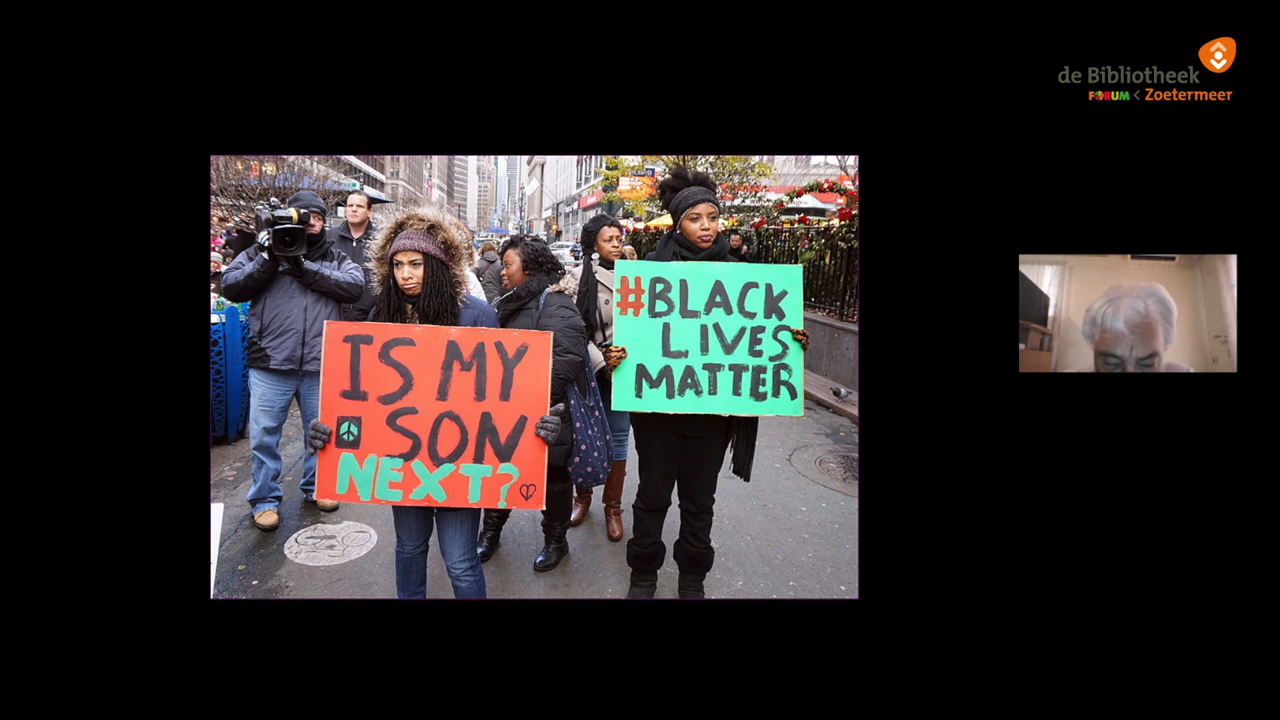 de Bibliotheek
FORUM < Zoetermeer
IS MY
SON
NEXT?
#BLACK
LIVES
MATTER